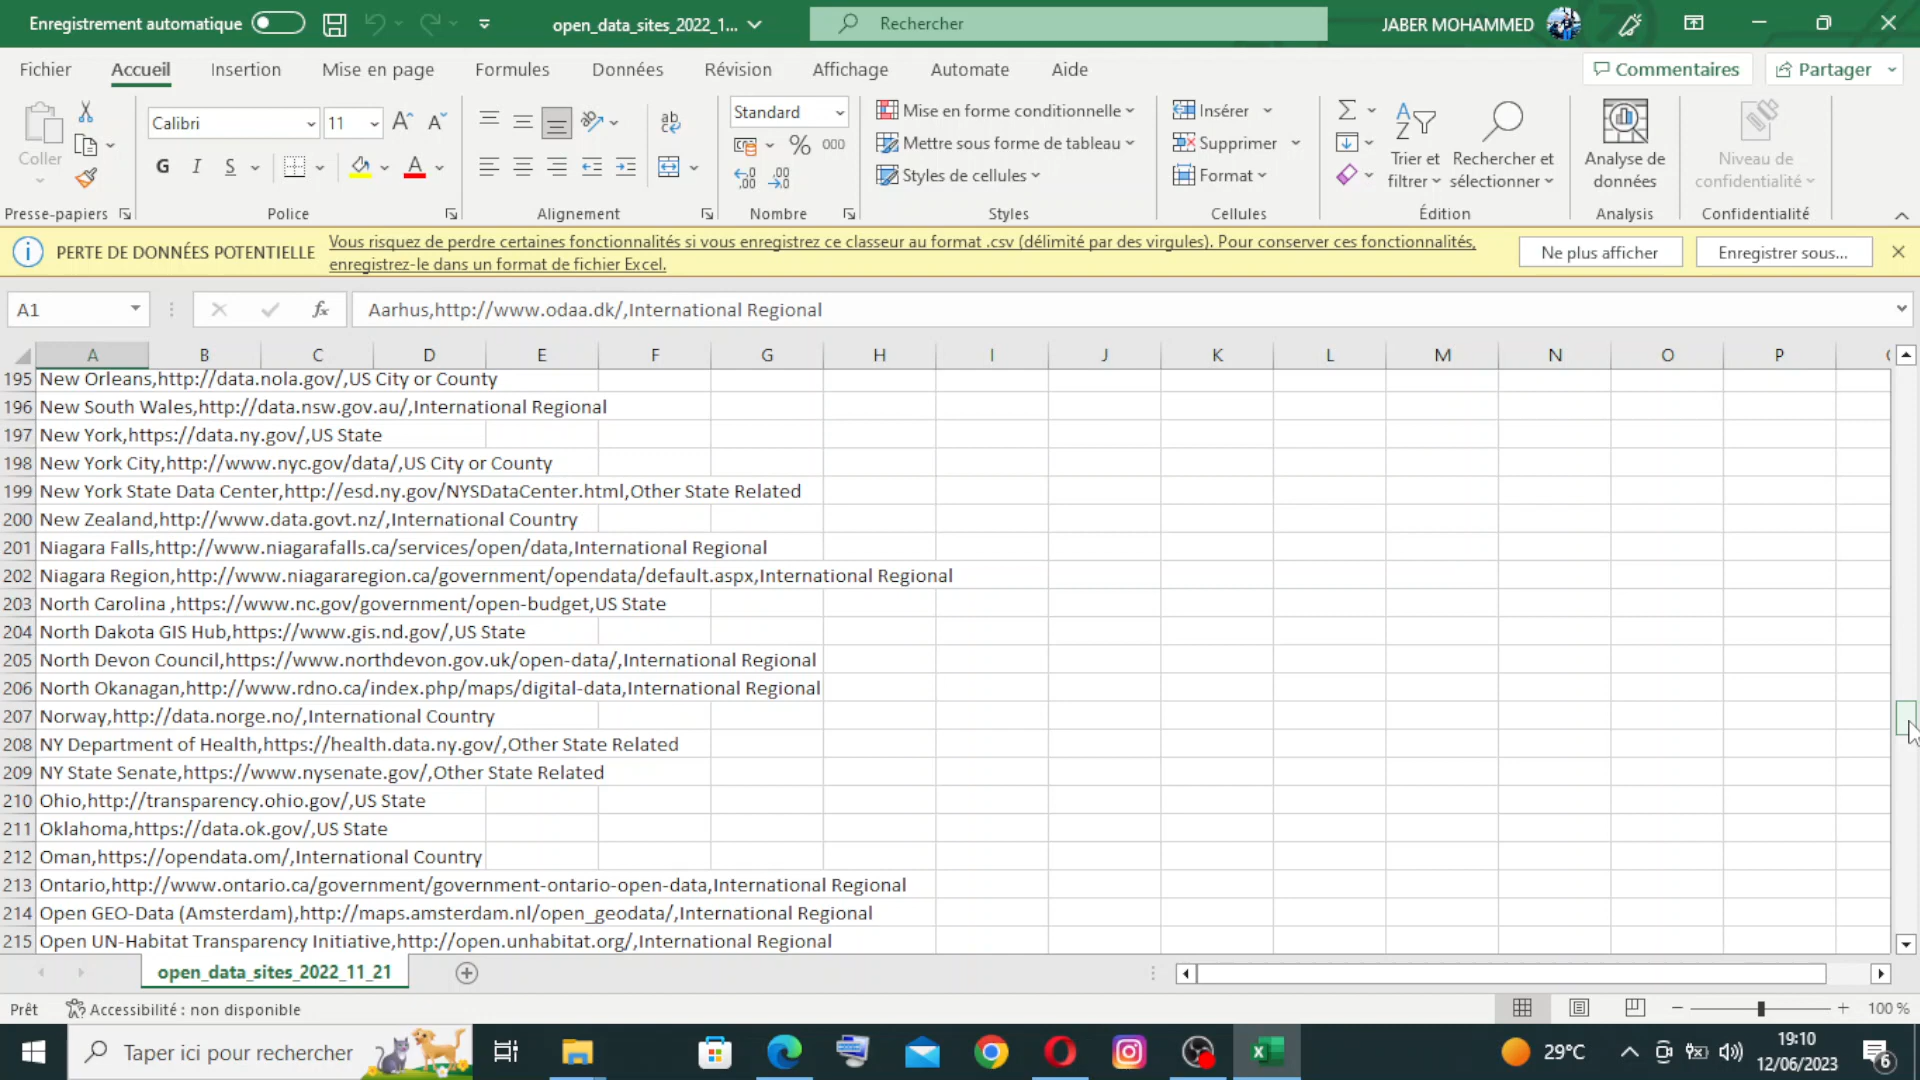 Enregistrement automatique
open_data_sites_2022_1...
Rechercher
JABER MOHAMMED
Fichier Accueil Insertion Mise en page Formules Données Révision Affichage Automate Aide
Commentaires Partager
Coller
Presse-papiers
Calibri 11
G I S
Police
Alignement
Standard
% 000
Nombre
Mise en forme conditionnelle
Mettre sous forme de tableau
Styles de cellules
Styles
Insérer
Supprimer
Format
Cellules
Trier et filtrer
Rechercher et sélectionner
Édition
Analyse de données
Analysis
Niveau de confidentialité
Confidentialité
PERTE DE DONNÉES POTENTIELLE
Vous risquez de perdre certaines fonctionnalités si vous enregistrez ce classeur au format .csv (délimité par des virgules). Pour conserver ces fonctionnalités,
enregistrez-le dans un format de fichier Excel.
Ne plus afficher
Enregistrer sous...
A1
fx
Aarhus,http://www.odaa.dk/,International Regional
A B C D E F G H I J K L M N O P
195 New Orleans,http://data.nola.gov/,US City or County
196 New South Wales,http://data.nsw.gov.au/,International Regional
197 New York,https://data.ny.gov/,US State
198 New York City,http://www.nyc.gov/data/,US City or County
199 New York State Data Center,http://esd.ny.gov/NYSDataCenter.html,Other State Related
200 New Zealand,http://www.data.govt.nz/,International Country
201 Niagara Falls,http://www.niagarafalls.ca/services/open/data,International Regional
202 Niagara Region,http://www.niagararegion.ca/government/opendata/default.aspx,International Regional
203 North Carolina ,https://www.nc.gov/government/open-budget,US State
204 North Dakota GIS Hub,https://www.gis.nd.gov/,US State
205 North Devon Council,https://www.northdevon.gov.uk/open-data/,International Regional
206 North Okanagan,http://www.rdno.ca/index.php/maps/digital-data,International Regional
207 Norway,http://data.norge.no/,International Country
208 NY Department of Health,https://health.data.ny.gov/,Other State Related
209 NY State Senate,https://www.nysenate.gov/,Other State Related
210 Ohio,http://transparency.ohio.gov/,US State
211 Oklahoma,https://data.ok.gov/,US State
212 Oman,https://opendata.om/,International Country
213 Ontario,http://www.ontario.ca/government/government-ontario-open-data,International Regional
214 Open GEO-Data (Amsterdam),http://maps.amsterdam.nl/open_geodata/,International Regional
215 Open UN-Habitat Transparency Initiative,http://open.unhabitat.org/,International Regional
open_data_sites_2022_11_21
Prêt
Accessibilité : non disponible
100 %
Taper ici pour rechercher
29°C
19:10
12/06/2023
6